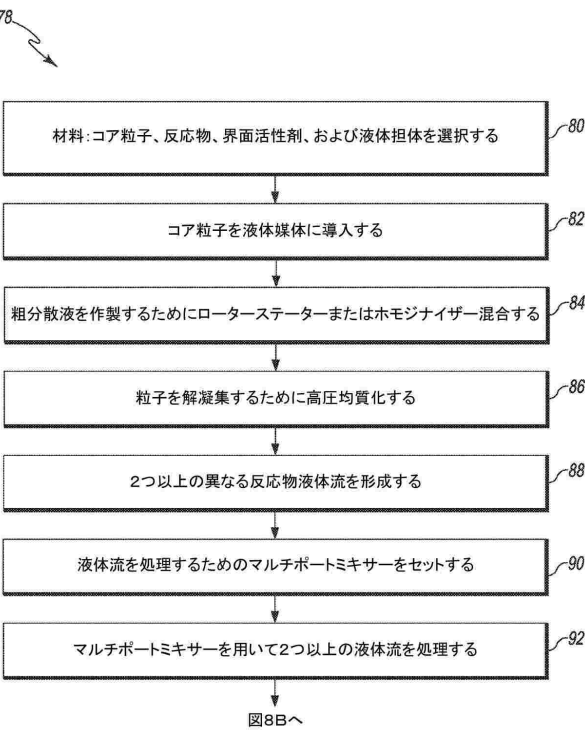 78
材料:コア粒子、反応物、界面活性剤、および液体担体を選択する
80
コア粒子を液体媒体に導入する
82
粗分散液を作製するためにローターステーターまたはホモジナイザー混合する
84
粒子を解凝集するために高圧均質化する
86
2つ以上の異なる反応物液体流を形成する
88
液体流を処理するためのマルチポートミキサーをセットする
90
マルチポートミキサーを用いて2つ以上の液体流を処理する
92
図8Bへ